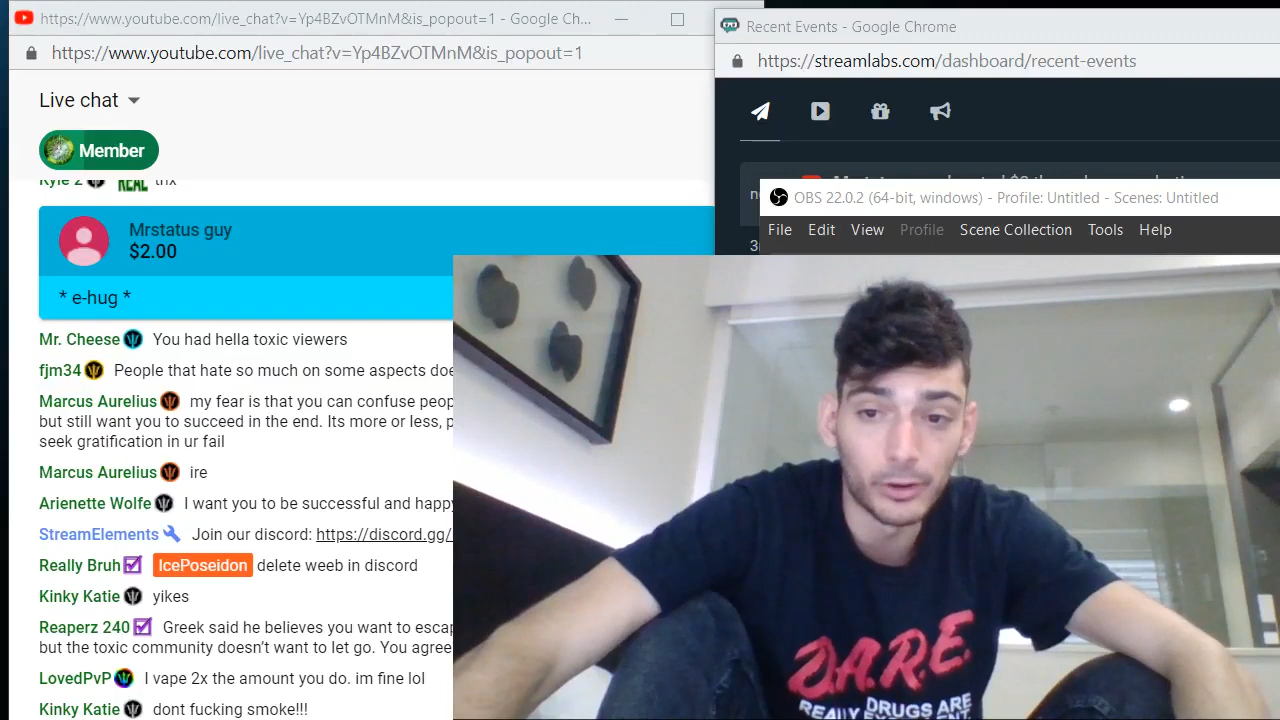 https://www.youtube.com/live_chat?v=Yp4BZvOTMnM&is_popout=1 - Google Ch...
https://www.youtube.com/live_chat?v=Yp4BZvOTMnM&is_popout=1
Live chat
Member
Kyle 2 REAL thx
Mrstatus guy
$2.00
* e-hug *
Mr. Cheese You had hella toxic viewers
fjm34 People that hate so much on some aspects doe
Marcus Aurelius my fear is that you can confuse peop
but still want you to succeed in the end. Its more or less, p
seek gratification in ur fail
Marcus Aurelius ire
Arienette Wolfe I want you to be successful and happy
StreamElements Join our discord: https://discord.gg/
Really Bruh IcePoseidon delete weeb in discord
Kinky Katie yikes
Reaperz 240 Greek said he believes you want to escap
but the toxic community doesn't want to let go. You agree
LovedPvP I vape 2x the amount you do. im fine lol
Kinky Katie dont fucking smoke!!!
Recent Events - Google Chrome
https://streamlabs.com/dashboard/recent-events
OBS 22.0.2 (64-bit, windows) - Profile: Untitled - Scenes: Untitled
File Edit View Profile Scene Collection Tools Help
D.A.R.E.
DRUGS ARE
REALLY